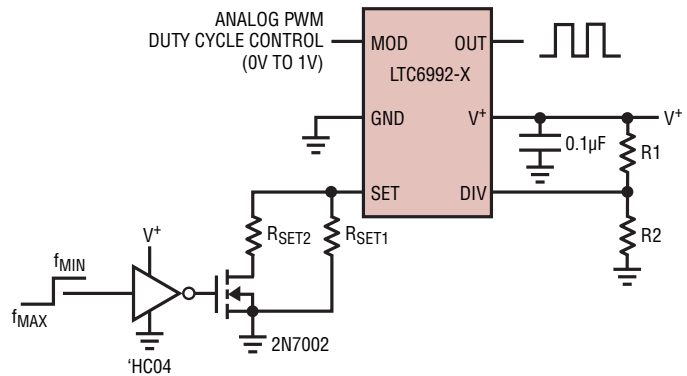 ANALOG PWM
DUTY CYCLE CONTROL
(0V TO 1V)
MOD
OUT
LTC6992-X
GND
V+
V+
0.1µF
R1
SET
DIV
R2
RSET2
RSET1
V+
fMIN
fMAX
2N7002
‘HC04